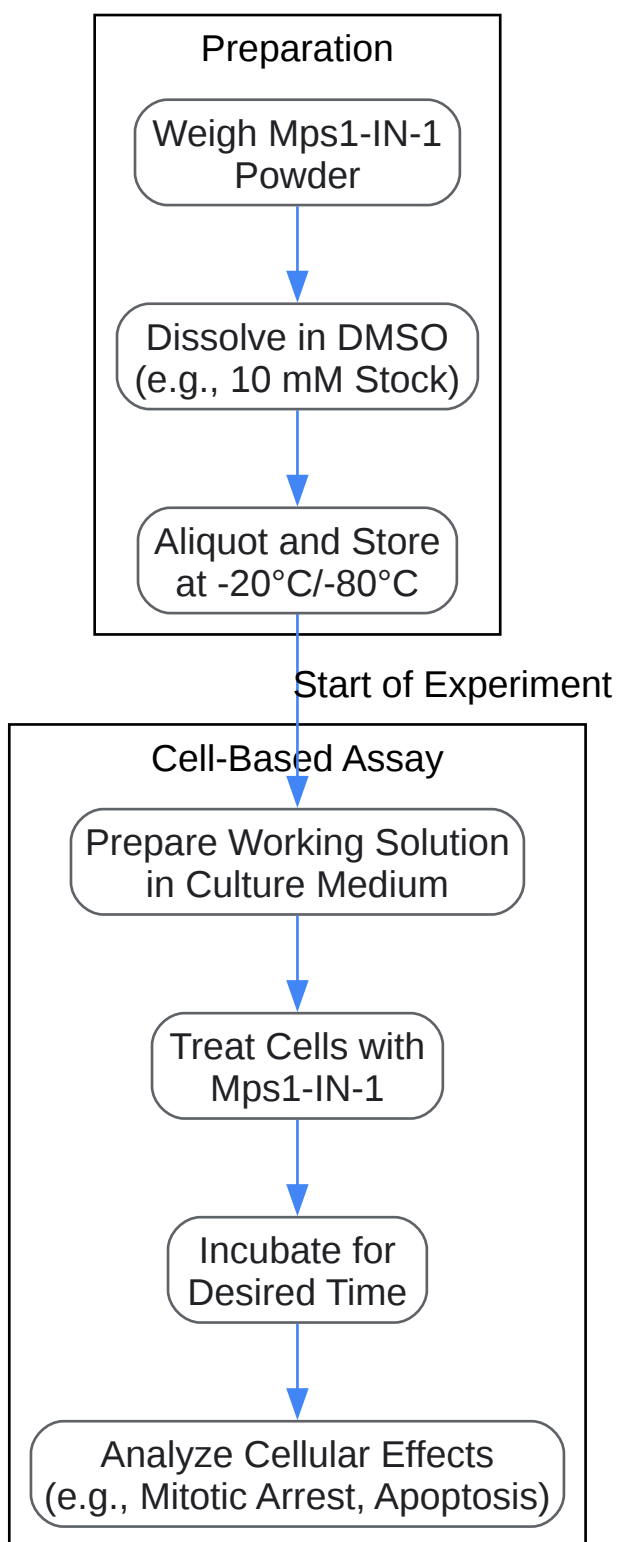 Preparation
Weigh Mps1-IN-1
Powder
Dissolve in DMSO
(e.g., 10 mM Stock)
Aliquot and Store
at -20°C/-80°C
Start of Experiment
Cell-Based Assay
Prepare Working Solution
in Culture Medium
Treat Cells with
Mps1-IN-1
Incubate for
Desired Time
Analyze Cellular Effects
(e.g., Mitotic Arrest, Apoptosis)